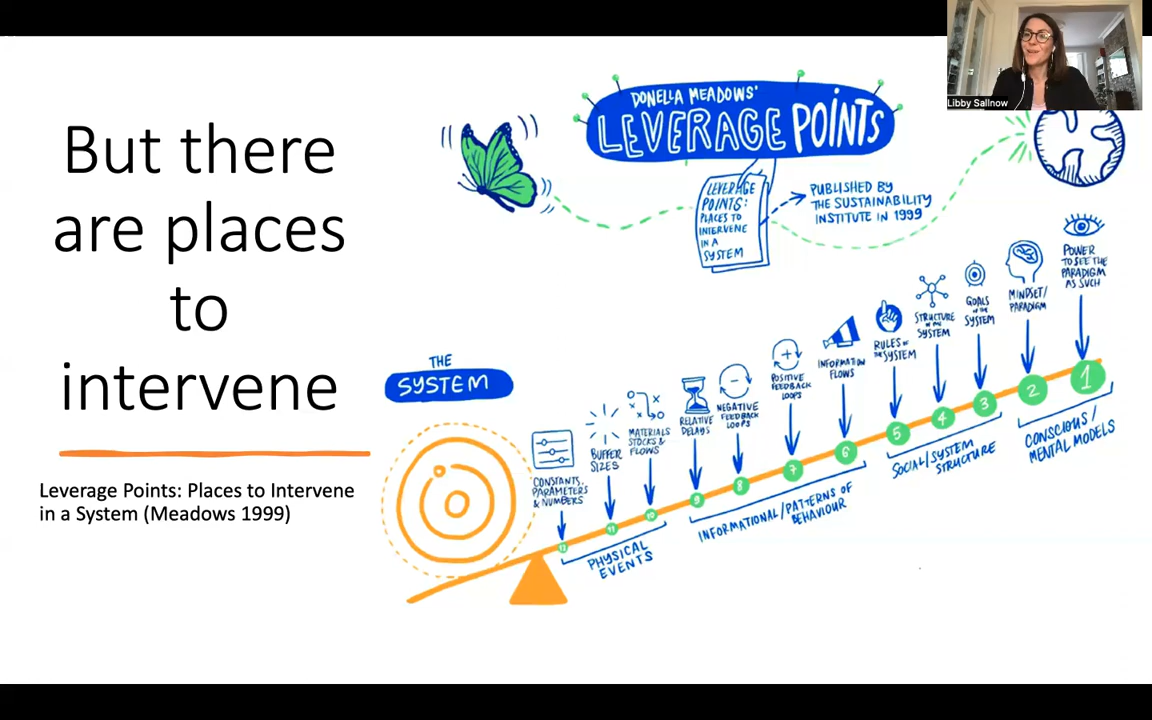 But there
are places
to
intervene
Leverage Points: Places to Intervene
in a System (Meadows 1999)
Libby Sallnow
DONELLA MEADOWS'
LEVERAGE POINTS
LEVERAGE
POINTS:
PLACES TO
INTERVENE
IN A
SYSTEM
PUBLISHED BY
THE SUSTAINABILITY
INSTITUTE IN 1999
THE
SYSTEM
CONSTANTS,
PARAMETERS
& NUMBERS
BUFFER
SIZES
MATERIALS
STOCKS &
FLOWS
RELATIVE
DELAYS
NEGATIVE
FEEDBACK
LOOPS
POSITIVE
FEEDBACK
LOOPS
INFORMATION
FLOWS
RULES OF
THE SYSTEM
STRUCTURE
OF THE
SYSTEM
GOALS
OF THE
SYSTEM
MINDSET/
PARADIGM
POWER
TO SEE THE
PARADIGM
AS SUCH
12
11
10
9
8
7
6
5
4
3
2
1
PHYSICAL
EVENTS
INFORMATIONAL/PATTERNS OF
BEHAVIOUR
SOCIAL/SYSTEM
STRUCTURE
CONSCIOUS/
MENTAL MODELS